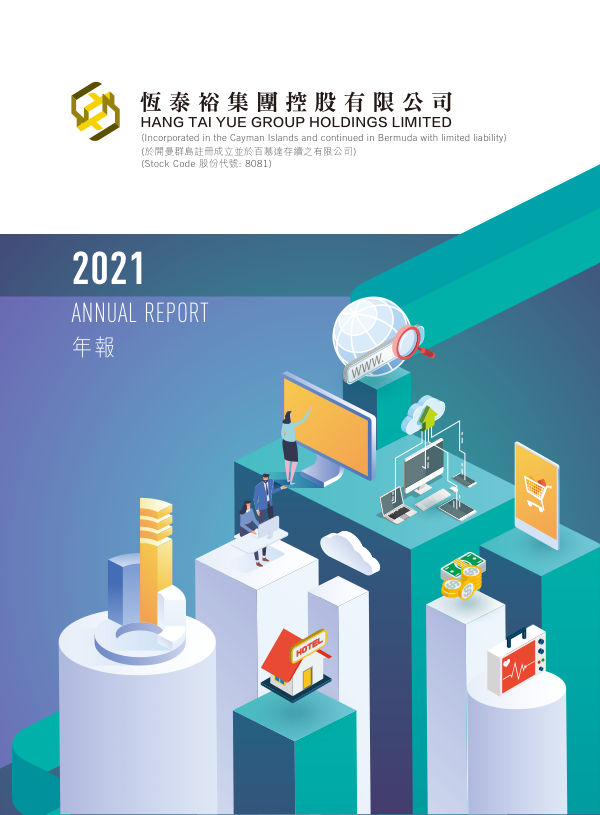 恆泰裕集團控股有限公司
HANG TAI YUE GROUP HOLDINGS LIMITED
(Incorporated in the Cayman Islands and continued in Bermuda with limited liability)
(於開曼群島註冊成立並於百慕達存續之有限公司)
(Stock Code 股份代號: 8081)
2021
ANNUAL REPORT
年報
WWW.
HOTEL